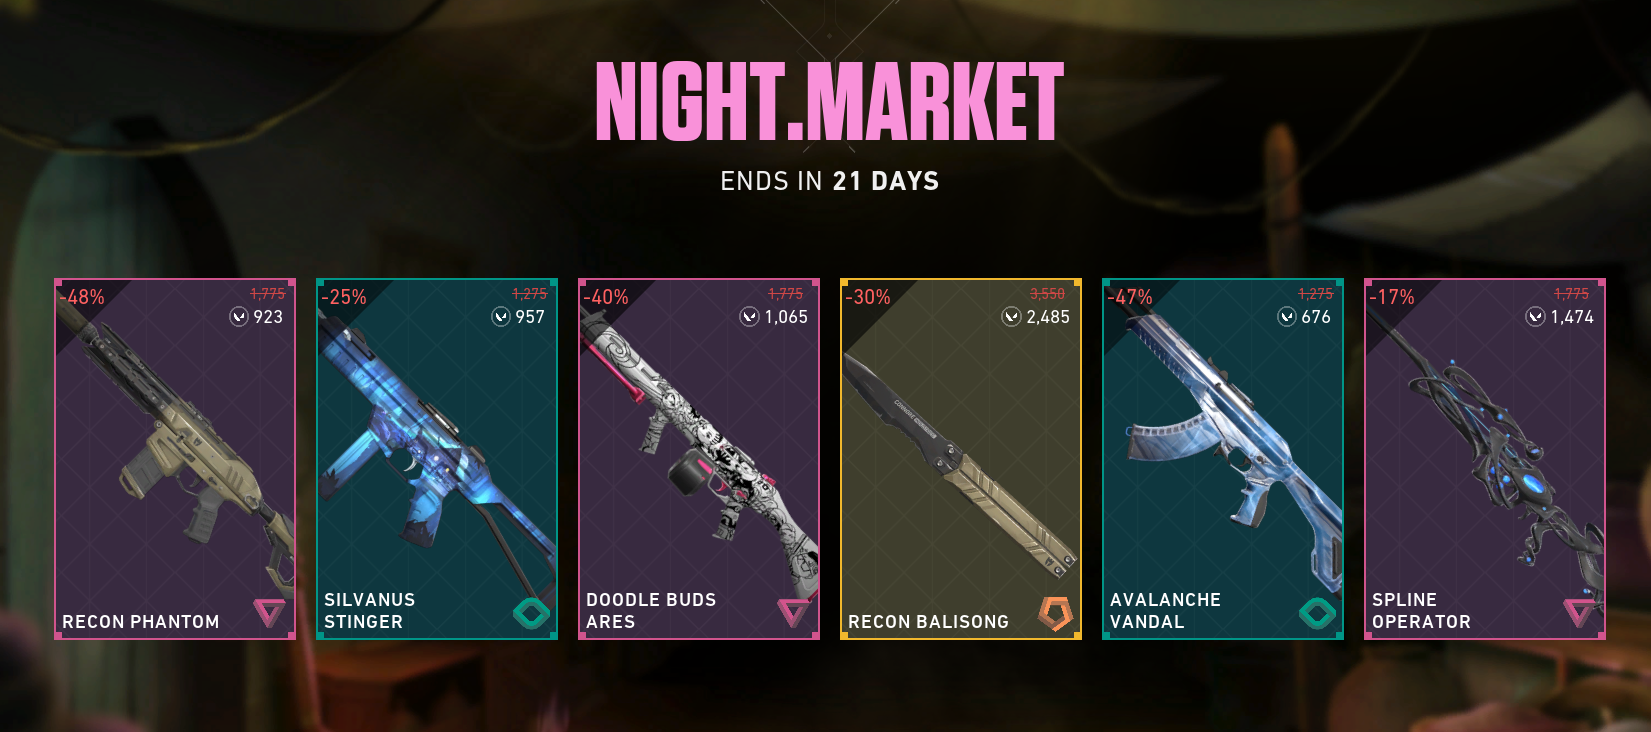 NIGHT.MARKET
ENDS IN 21 DAYS
-48%
1,775
923
RECON PHANTOM
-25%
1,275
957
SILVANUS
STINGER
-40%
1,775
1,065
DOODLE BUDS
ARES
-30%
3,550
2,485
RECON BALISONG
-47%
1,275
676
AVALANCHE
VANDAL
-17%
1,775
1,474
SPLINE
OPERATOR